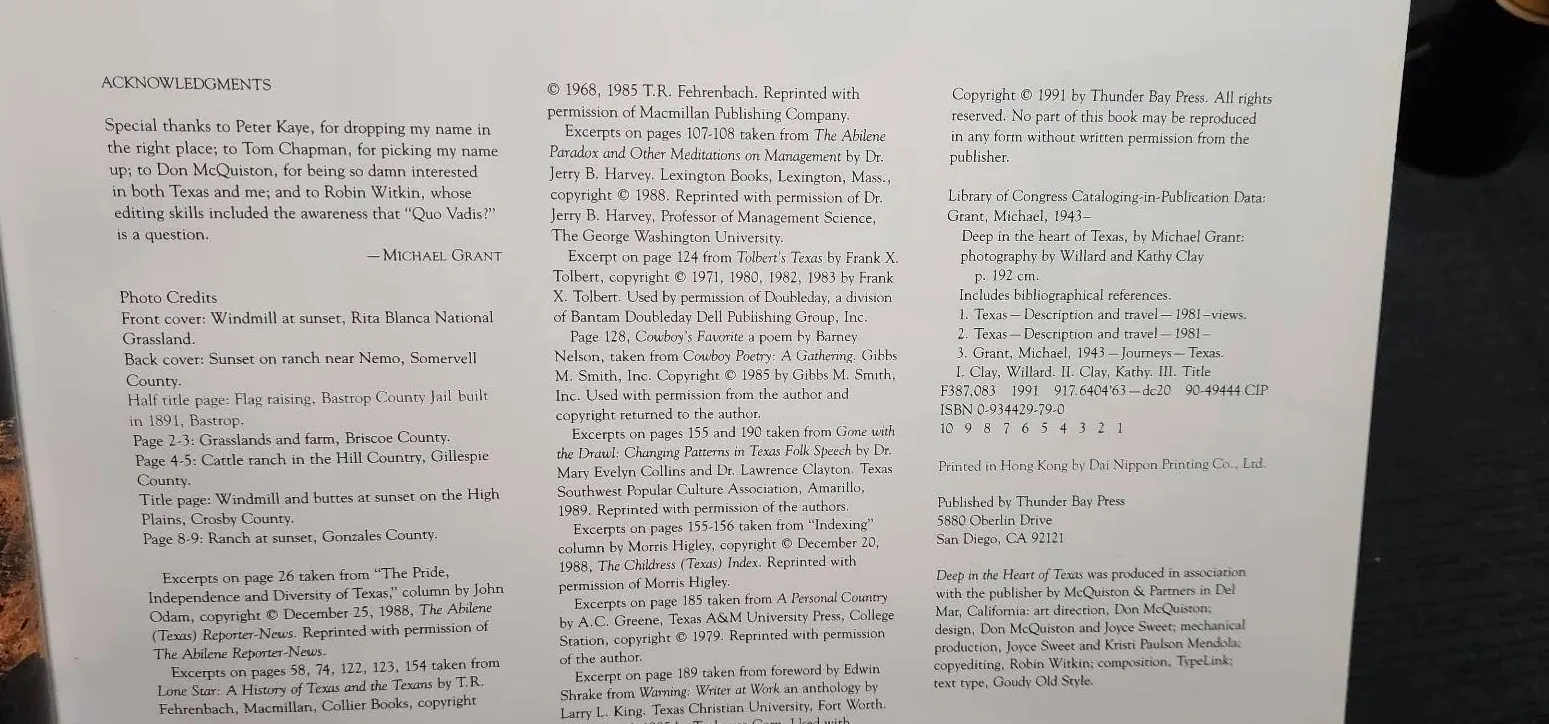 ACKNOWLEDGMENTS
Special thanks to Peter Kaye, for dropping my name in
the right place; to Tom Chapman, for picking my name
up; to Don McQuiston, for being so damn interested
in both Texas and me; and to Robin Witkin, whose
editing skills included the awareness that “Quo Vadis?”
is a question.
—MICHAEL GRANT
Photo Credits
Front cover: Windmill at sunset, Rita Blanca National
Grassland.
Back cover: Sunset on ranch near Nemo, Somervell
County.
Half title page: Flag raising, Bastrop County Jail built
in 1891, Bastrop.
Page 2-3: Grasslands and farm, Briscoe County.
Page 4-5: Cattle ranch in the Hill Country, Gillespie
County.
Title page: Windmill and buttes at sunset on the High
Plains, Crosby County.
Page 8-9: Ranch at sunset, Gonzales County.
Excerpts on page 26 taken from “The Pride,
Independence and Diversity of Texas,” column by John
Odam, copyright © December 25, 1988, The Abilene
(Texas) Reporter-News. Reprinted with permission of
The Abilene Reporter-News.
Excerpts on pages 58, 74, 122, 123, 154 taken from
Lone Star: A History of Texas and the Texans by T.R.
Fehrenbach, Macmillan, Collier Books, copyright
© 1968, 1985 T.R. Fehrenbach. Reprinted with
permission of Macmillan Publishing Company.
Excerpts on pages 107-108 taken from The Abilene
Paradox and Other Meditations on Management by Dr.
Jerry B. Harvey. Lexington Books, Lexington, Mass.,
copyright © 1988. Reprinted with permission of Dr.
Jerry B. Harvey, Professor of Management Science,
The George Washington University.
Excerpt on page 124 from Tolbert's Texas by Frank X.
Tolbert, copyright © 1971, 1980, 1982, 1983 by Frank
X. Tolbert. Used by permission of Doubleday, a division
of Bantam Doubleday Dell Publishing Group, Inc.
Page 128, Cowboy's Favorite a poem by Barney
Nelson, taken from Cowboy Poetry: A Gathering. Gibbs
M. Smith, Inc. Copyright © 1985 by Gibbs M. Smith,
Inc. Used with permission from the author and
copyright returned to the author.
Excerpts on pages 155 and 190 taken from Gone with
the Drawl: Changing Patterns in Texas Folk Speech by Dr.
Mary Evelyn Collins and Dr. Lawrence Clayton. Texas
Southwest Popular Culture Association, Amarillo,
1989. Reprinted with permission of the authors.
Excerpts on pages 155-156 taken from “Indexing”
column by Morris Higley, copyright © December 20,
1988, The Childress (Texas) Index. Reprinted with
permission of Morris Higley.
Excerpts on page 185 taken from A Personal Country
by A.C. Greene, Texas A&M University Press, College
Station, copyright © 1979. Reprinted with permission
of the author.
Excerpt on page 189 taken from foreword by Edwin
Shrake from Warning: Writer at Work an anthology by
Larry L. King. Texas Christian University, Fort Worth.
Used with
Copyright © 1991 by Thunder Bay Press. All rights
reserved. No part of this book may be reproduced
in any form without written permission from the
publisher.
Library of Congress Cataloging-in-Publication Data:
Grant, Michael, 1943–
Deep in the heart of Texas, by Michael Grant:
photography by Willard and Kathy Clay
p. 192 cm.
Includes bibliographical references.
1. Texas—Description and travel—1981–views.
2. Texas—Description and travel—1981–
3. Grant, Michael, 1943—Journeys—Texas.
I. Clay, Willard. II. Clay, Kathy. III. Title
F387,083 1991 917.6404'63—dc20 90-49444 CIP
ISBN 0-934429-79-0
10 9 8 7 6 5 4 3 2 1
Printed in Hong Kong by Dai Nippon Printing Co., Ltd.
Published by Thunder Bay Press
5880 Oberlin Drive
San Diego, CA 92121
Deep in the Heart of Texas was produced in association
with the publisher by McQuiston & Partners in Del
Mar, California: art direction, Don McQuiston;
design, Don McQuiston and Joyce Sweet; mechanical
production, Joyce Sweet and Kristi Paulson Mendola;
copyediting, Robin Witkin; composition, TypeLink;
text type, Goudy Old Style.